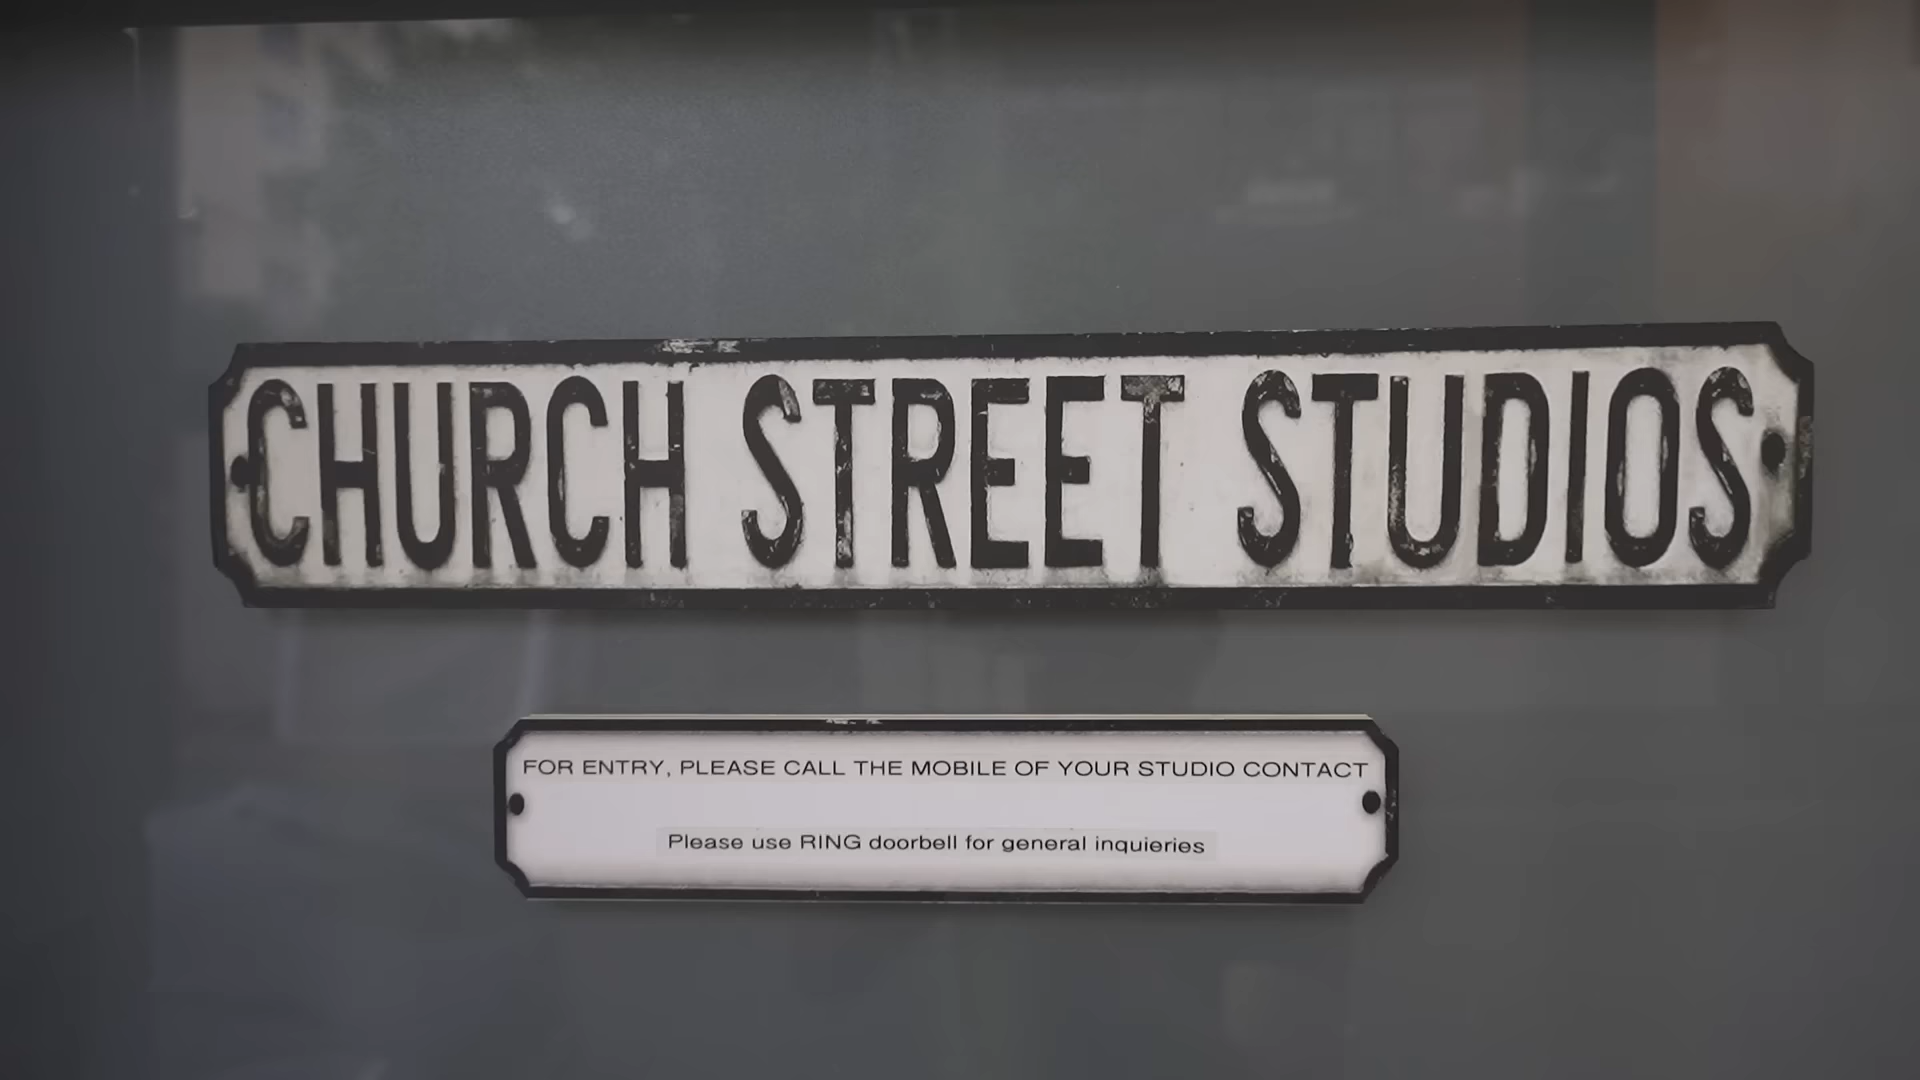 CHURCH STREET STUDIOS
FOR ENTRY, PLEASE CALL THE MOBILE OF YOUR STUDIO CONTACT
Please use RING doorbell for general inquieries